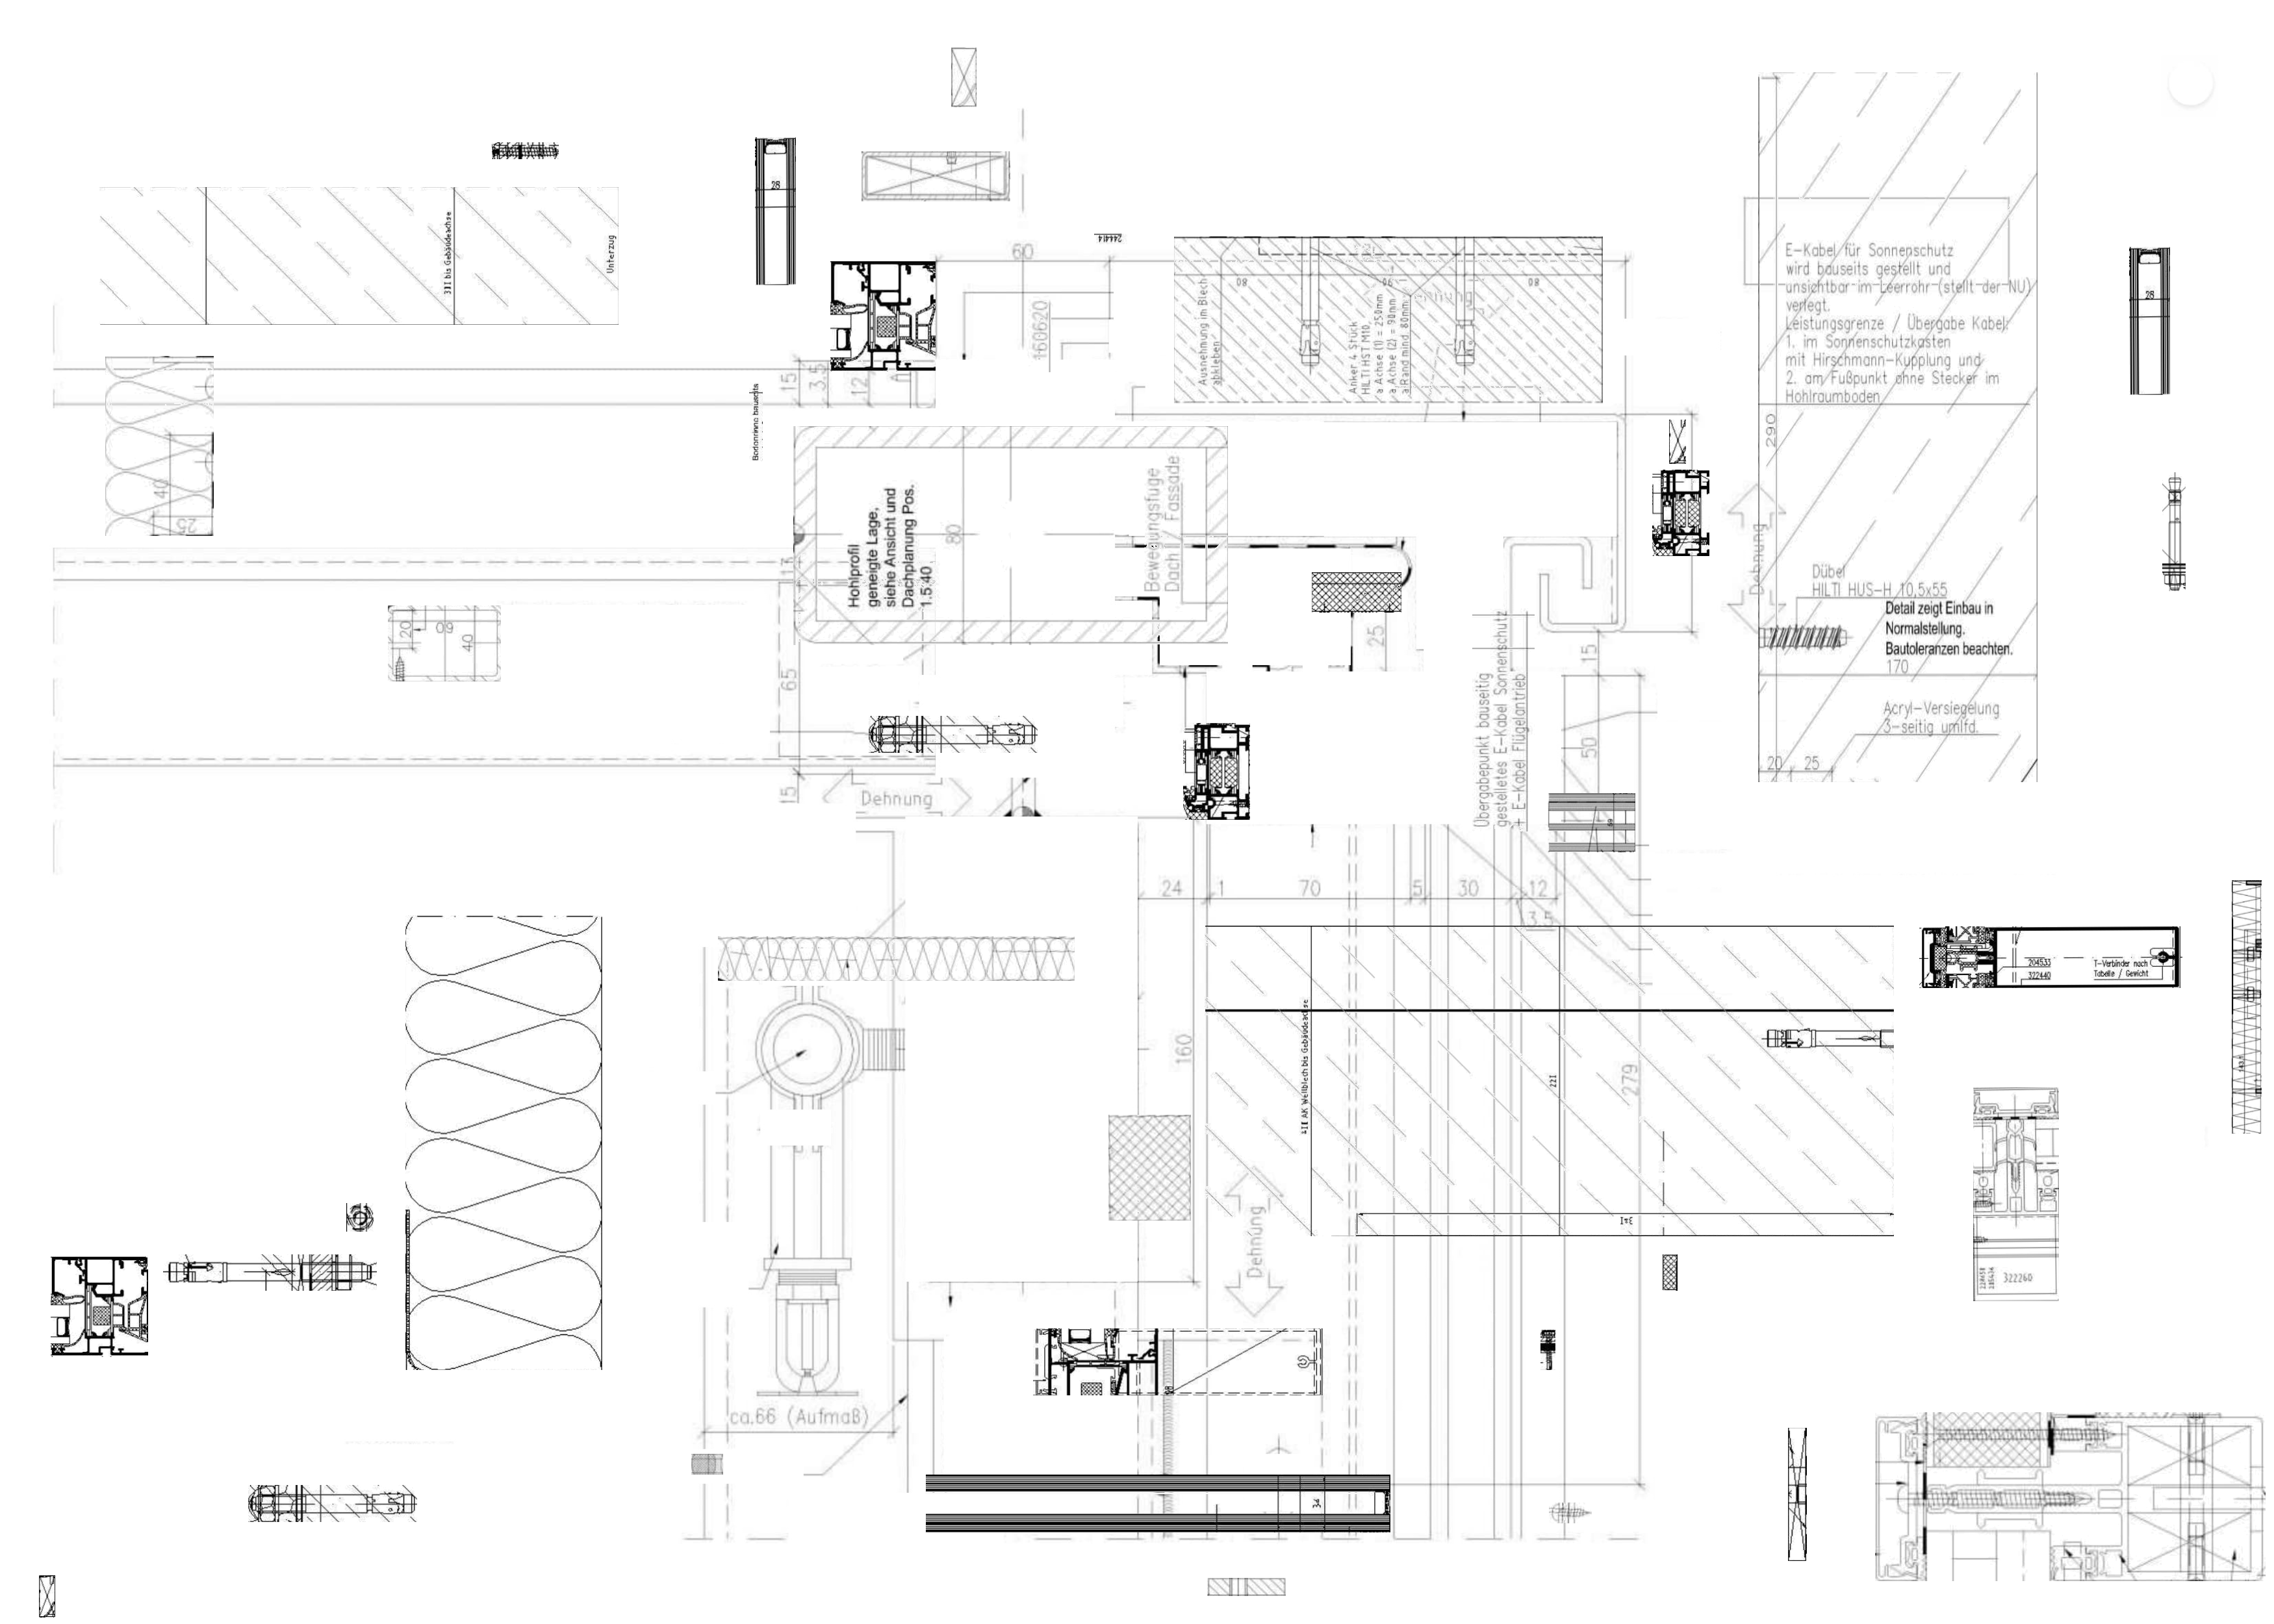 28
60
244414
160620
331 bis Gebäudeachse
Unterzug
15
3.5
12
Ausnehmung im Blech
abkleben
80
90
80
Anker 4 Stück
HILTI HST M10,
a Achse (1) = 250mm
a Achse (2) = 90mm
a Rand mind 80mm
E-Kabel für Sonnenschutz
wird bauseits gestellt und
unsichtbar im Leerrohr (stellt der NU)
verlegt.
Leistungsgrenze / Übergabe Kabel:
1. im Sonnenschutzkasten
mit Hirschmann-Kupplung und
2. am Fußpunkt ohne Stecker im
Hohlraumboden
28
290
Bodenrinne bauseits
40
25
Hohlprofil
geneigte Lage,
siehe Ansicht und
Dachplanung Pos.
1.5.40
80
Bewegungsfuge
Dach / Fassade
13
65
15
20
60
40
Dehnung
25
Übergabepunkt bauseitig
gestelletes E-Kabel Sonnenschutz
+ E-Kabel Flügelantrieb
15
50
Dehnung
Dübel
HILTI HUS-H 10,5x55
Detail zeigt Einbau in
Normalstellung.
Bautoleranzen beachten.
170
Acryl-Versiegelung
3-seitig umlfd.
20
25
24
1
70
5
30
12
3.5
160
411 AK Wellblech bis Gebäudeachse
221
279
341
204533
322440
T-Verbinder nach
Tabelle / Gewicht
322260
Dehnung
ca.66 (Aufmaß)
34